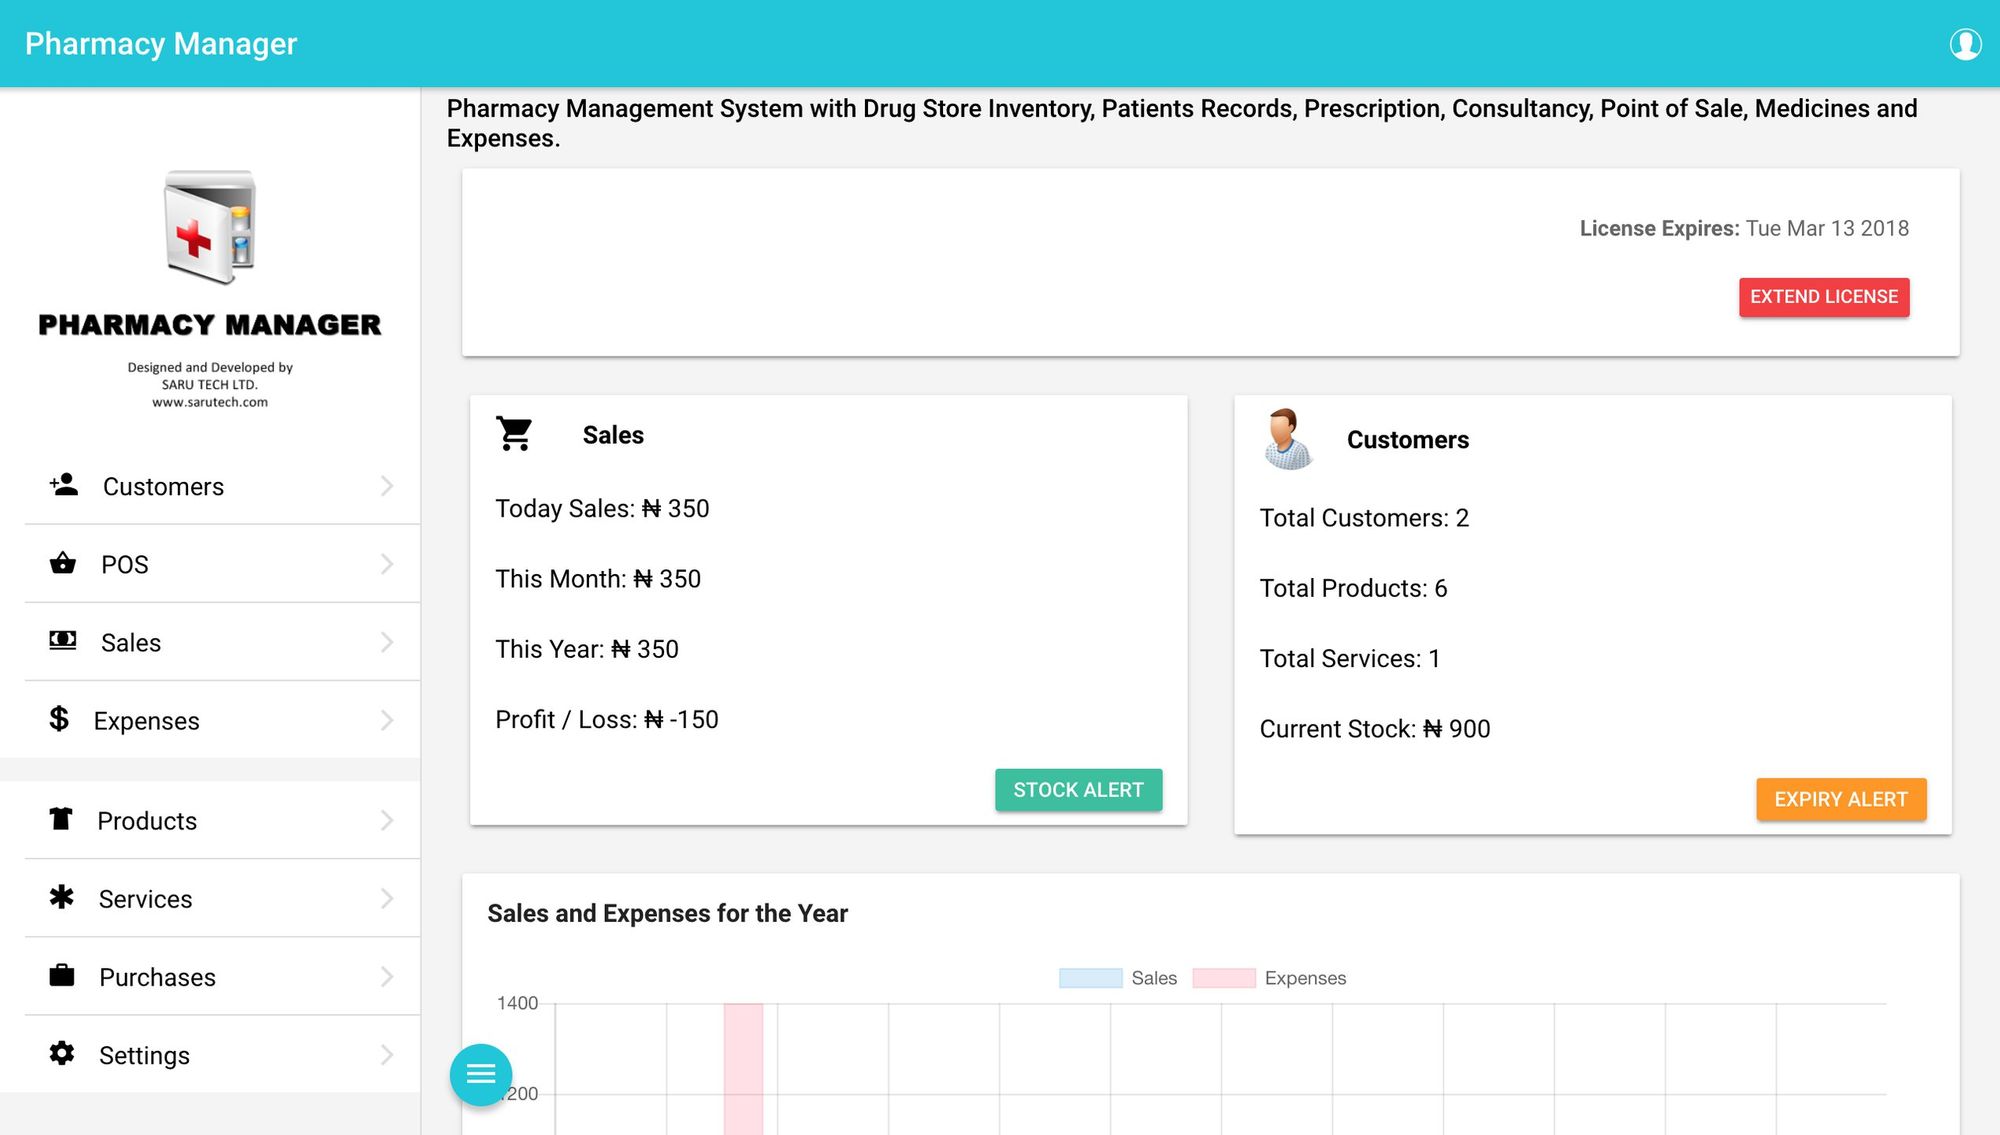 Pharmacy Manager
Pharmacy Management System with Drug Store Inventory, Patients Records, Prescription, Consultancy, Point of Sale, Medicines and
Expenses.
License Expires: Tue Mar 13 2018
EXTEND LICENSE
PHARMACY MANAGER
Designed and Developed by
SARU TECH LTD.
www.sarutech.com
Customers
POS
Sales
Expenses
Products
Services
Purchases
Settings
Sales
Today Sales: ₦ 350
This Month: ₦ 350
This Year: ₦ 350
Profit / Loss: ₦ -150
STOCK ALERT
Customers
Total Customers: 2
Total Products: 6
Total Services: 1
Current Stock: ₦ 900
EXPIRY ALERT
Sales and Expenses for the Year
Sales Expenses
1400
200